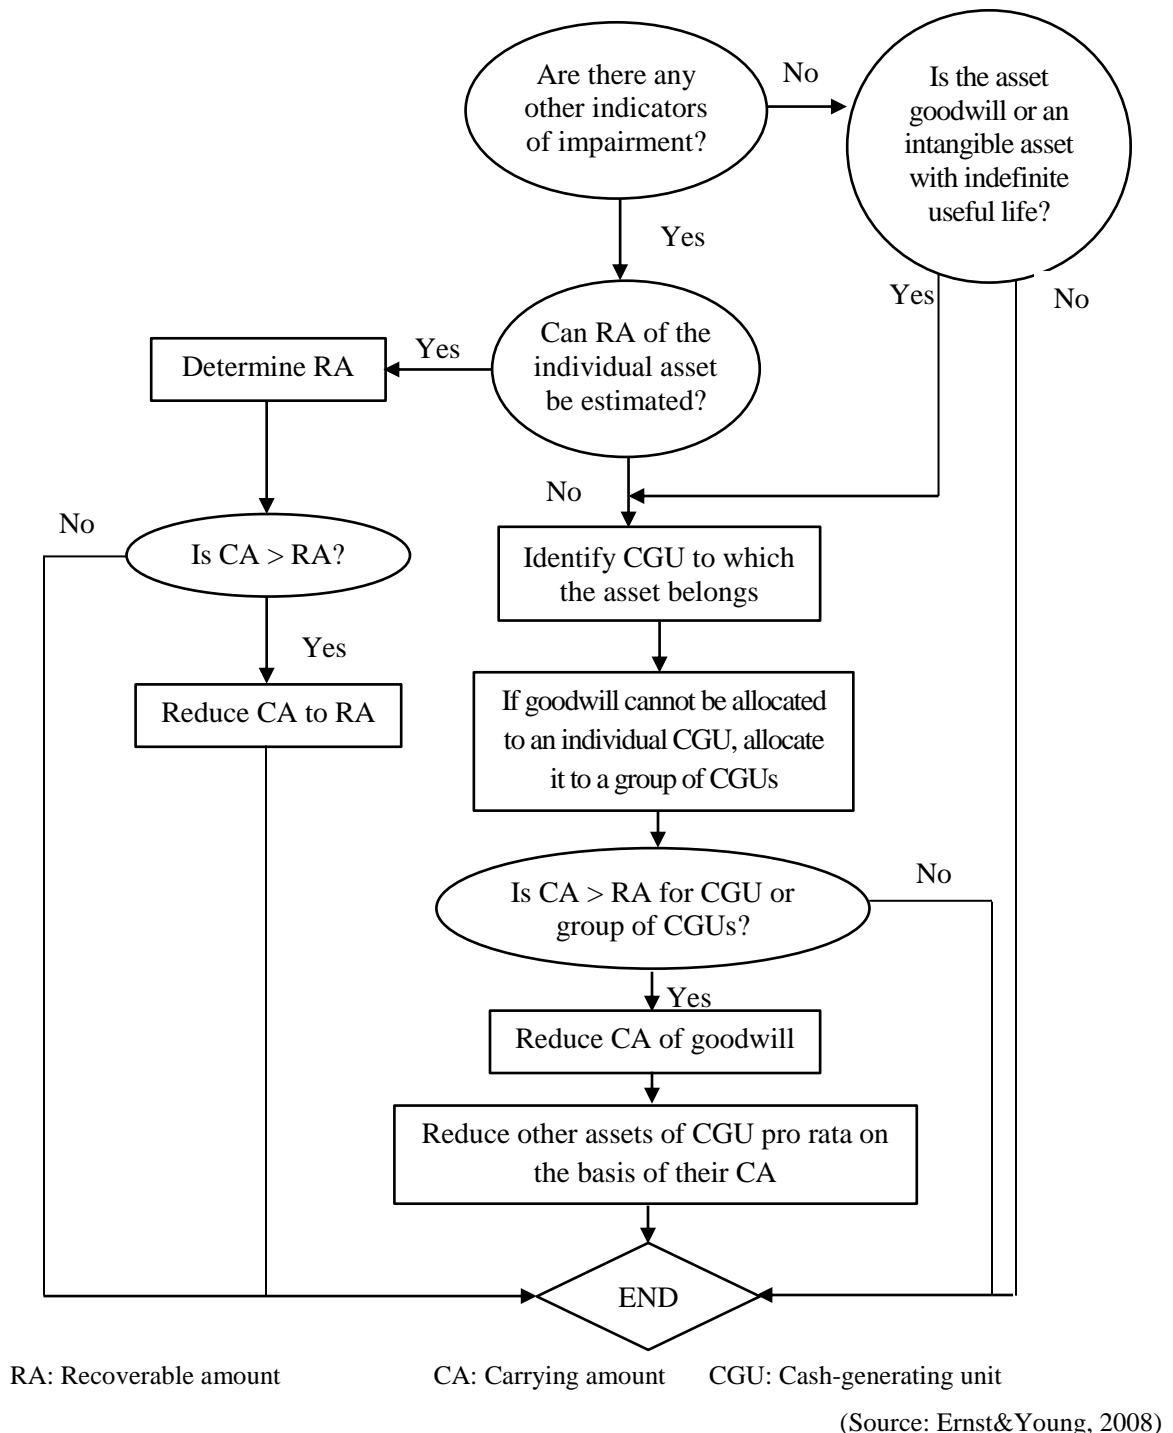 Are there any
other indicators
of impairment?
No
Is the asset
goodwill or an
intangible asset
with indefinite
useful life?
Yes
Yes
No
Can RA of the
individual asset
be estimated?
Yes
Determine RA
No
No
Is CA > RA?
Identify CGU to which
the asset belongs
Yes
Reduce CA to RA
If goodwill cannot be allocated
to an individual CGU, allocate
it to a group of CGUs
Is CA > RA for CGU or
group of CGUs?
No
Yes
Reduce CA of goodwill
Reduce other assets of CGU pro rata on
the basis of their CA
END
RA: Recoverable amount CA: Carrying amount CGU: Cash-generating unit
(Source: Ernst&Young, 2008)